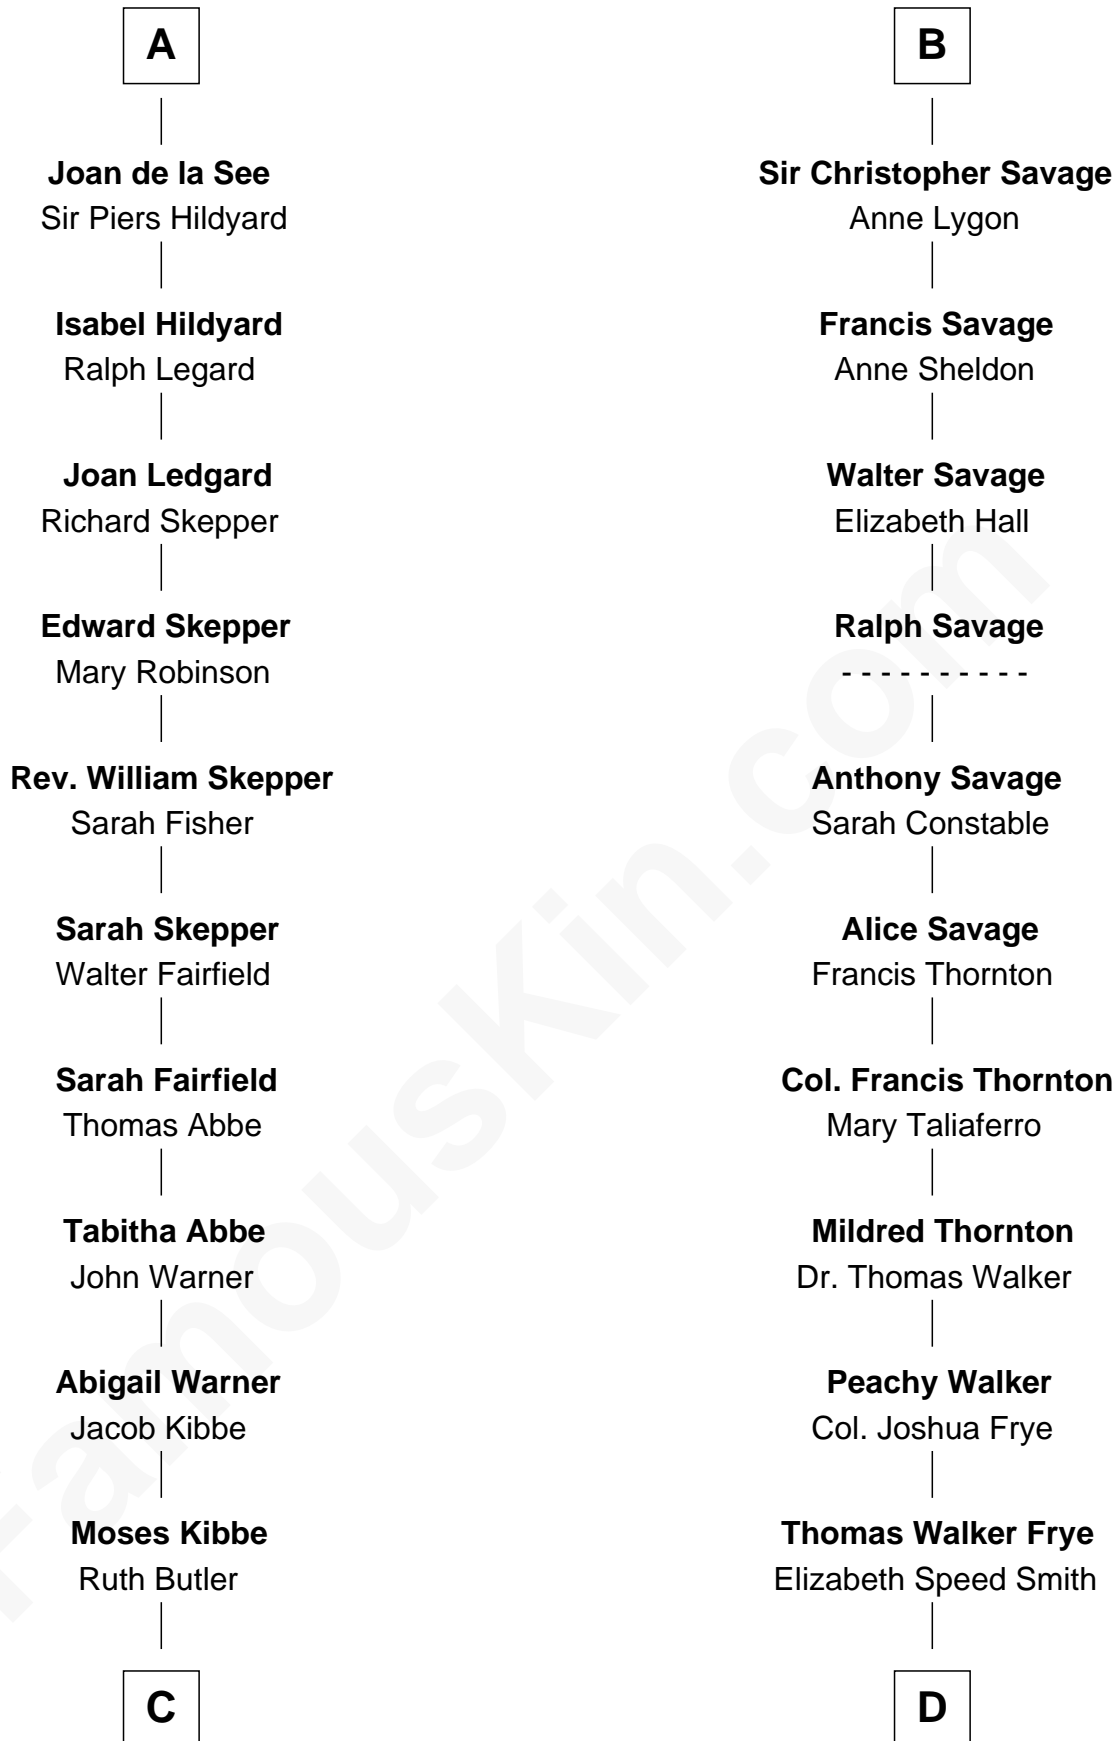 A
Joan de la See
Sir Piers Hildyard
Isabel Hildyard
Ralph Legard
Joan Ledgard
Richard Skepper
Edward Skepper
Mary Robinson
Rev. William Skepper
Sarah Fisher
Sarah Skepper
Walter Fairfield
Sarah Fairfield
Thomas Abbe
Tabitha Abbe
John Warner
Abigail Warner
Jacob Kibbe
Moses Kibbe
Ruth Butler
C
B
Sir Christopher Savage
Anne Lygon
Francis Savage
Anne Sheldon
Walter Savage
Elizabeth Hall
Ralph Savage
- - - - - - - - - -
Anthony Savage
Sarah Constable
Alice Savage
Francis Thornton
Col. Francis Thornton
Mary Taliaferro
Mildred Thornton
Dr. Thomas Walker
Peachy Walker
Col. Joshua Frye
Thomas Walker Frye
Elizabeth Speed Smith
D
FamousKin.com